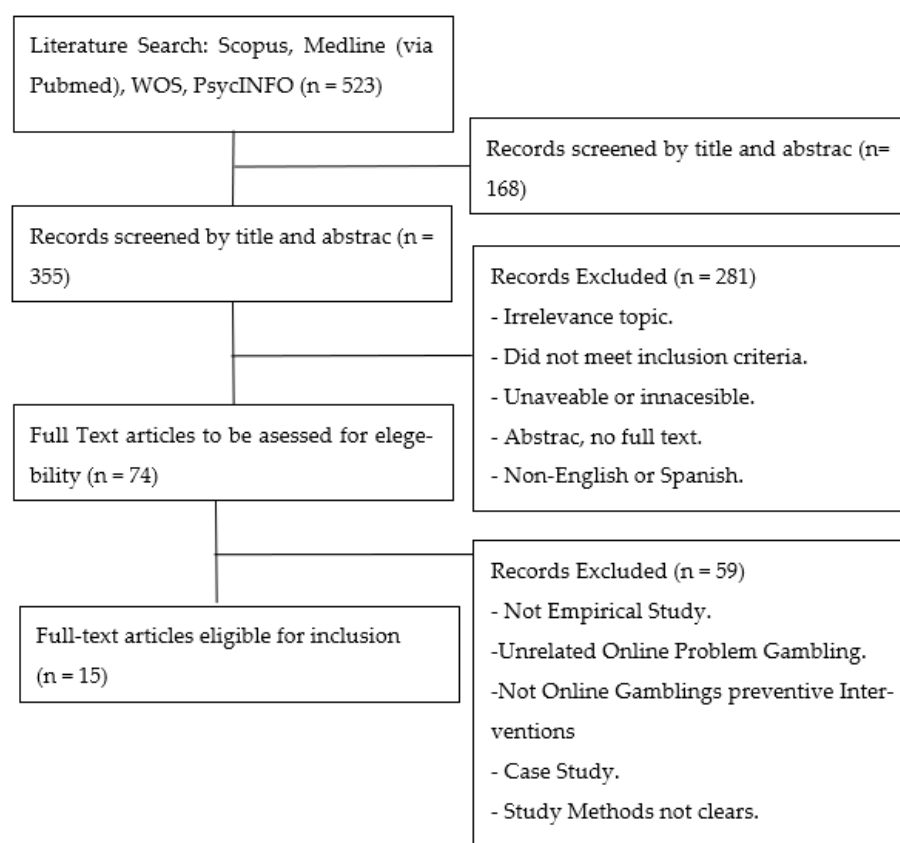 Literature Search: Scopus, Medline (via
Pubmed), WOS, PsycINFO (n = 523)
Records screened by title and abstrac (n=
168)
Records screened by title and abstrac (n =
355)
Records Excluded (n = 281)
- Irrelevance topic.
- Did not meet inclusion criteria.
- Unaveable or innacesible.
- Abstrac, no full text.
- Non-English or Spanish.
Full Text articles to be asessed for elege-
bility (n = 74)
Records Excluded (n = 59)
- Not Empirical Study.
-Unrelated Online Problem Gambling.
-Not Online Gamblings preventive Inter-
ventions
- Case Study.
- Study Methods not clears.
Full-text articles eligible for inclusion
(n = 15)